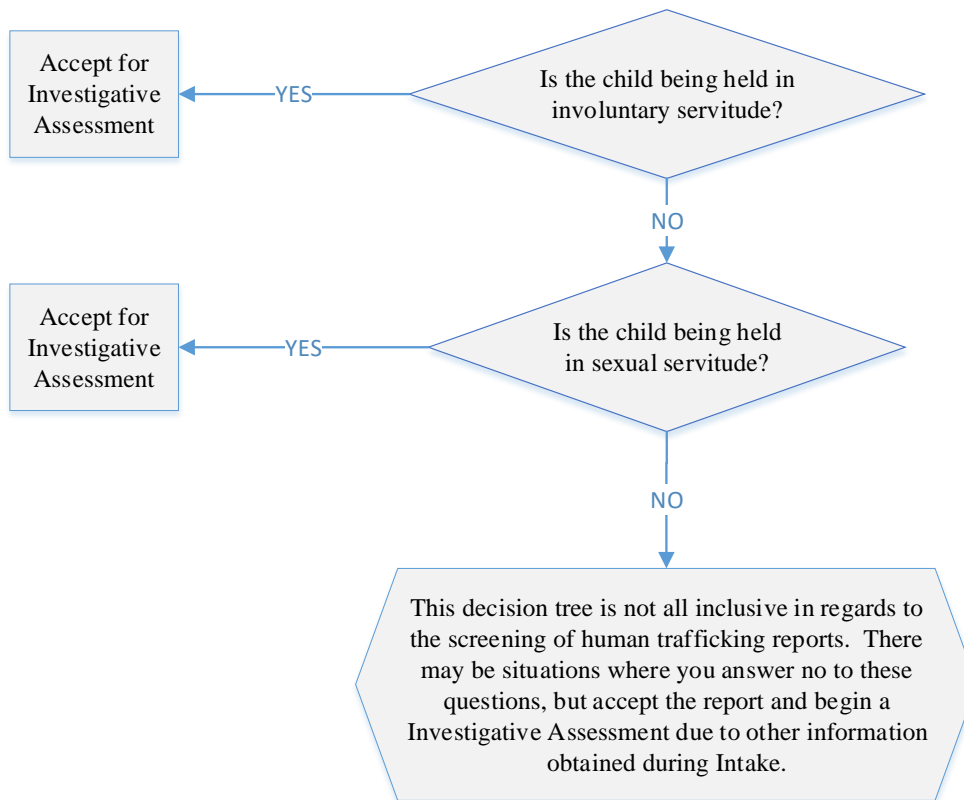 Accept for
Investigative
Assessment
YES
Is the child being held in
involuntary servitude?
NO
Accept for
Investigative
Assessment
YES
Is the child being held
in sexual servitude?
NO
This decision tree is not all inclusive in regards to
the screening of human trafficking reports.  There
may be situations where you answer no to these
questions, but accept the report and begin a
Investigative Assessment due to other information
obtained during Intake.